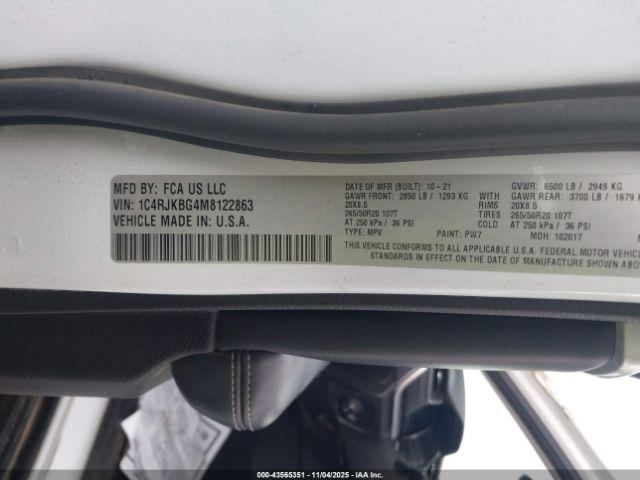 MFD BY: FCA US LLC
VIN: 1C4RJKBG4M8122863
VEHICLE MADE IN: U.S.A.
DATE OF MFR (BUILT): 10-21
GVWR: 6500 LB / 2949 KG
GAWR FRONT: 2850 LB / 1293 KG
WITH
GAWR REAR: 3700 LB / 1679 KG
20X8.5
RIMS
20X8.5
265/50R20 107T
TIRES
265/50R20 107T
AT 250 kPa / 36 PSI
COLD
AT 250 kPa / 36 PSI
TYPE: MPV
PAINT: PW7
MDH: 102017
THIS VEHICLE CONFORMS TO ALL APPLICABLE U.S.A. FEDERAL MOTOR VEHICLE
STANDARDS IN EFFECT ON THE DATE OF MANUFACTURE SHOWN ABOVE
000-43565351 - 11/04/2025 - IAA Inc.